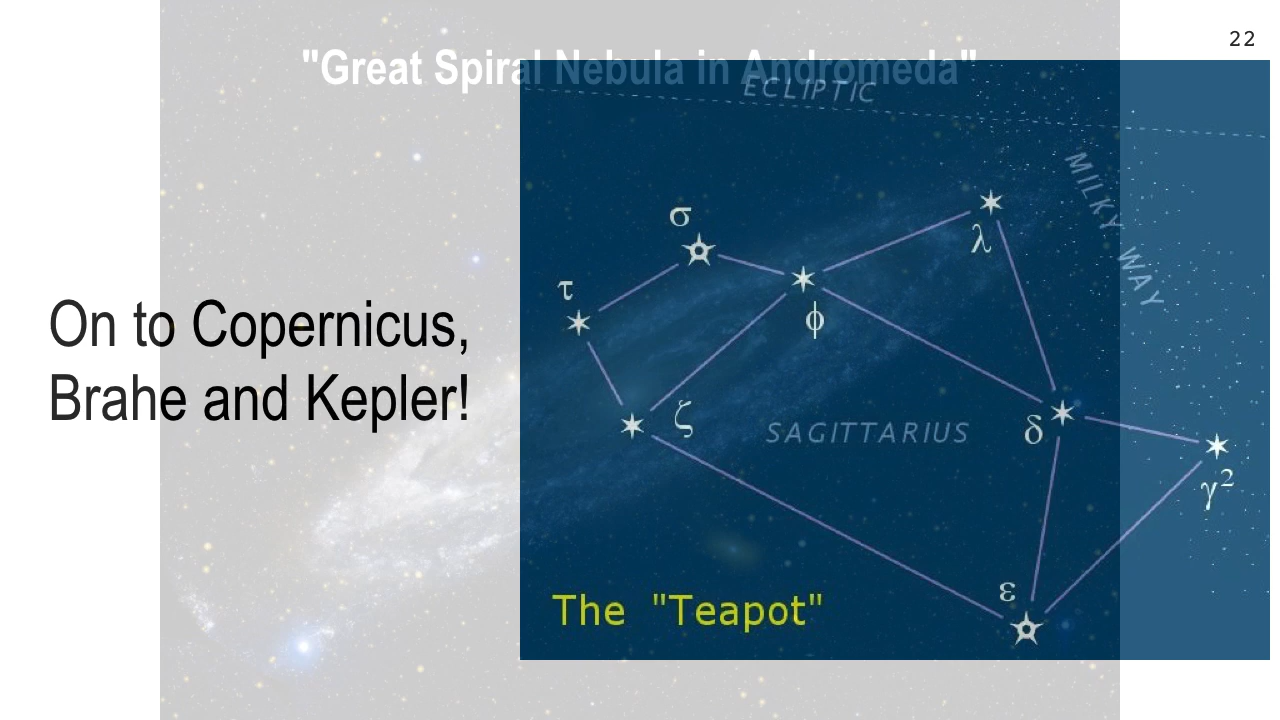 22
"Great Spiral Nebula in Andromeda"
ECLIPTIC
MILKY WAY
σ
λ
τ
ϕ
On to Copernicus,
Brahe and Kepler!
ζ
SAGITTARIUS
δ
γ²
ε
The "Teapot"